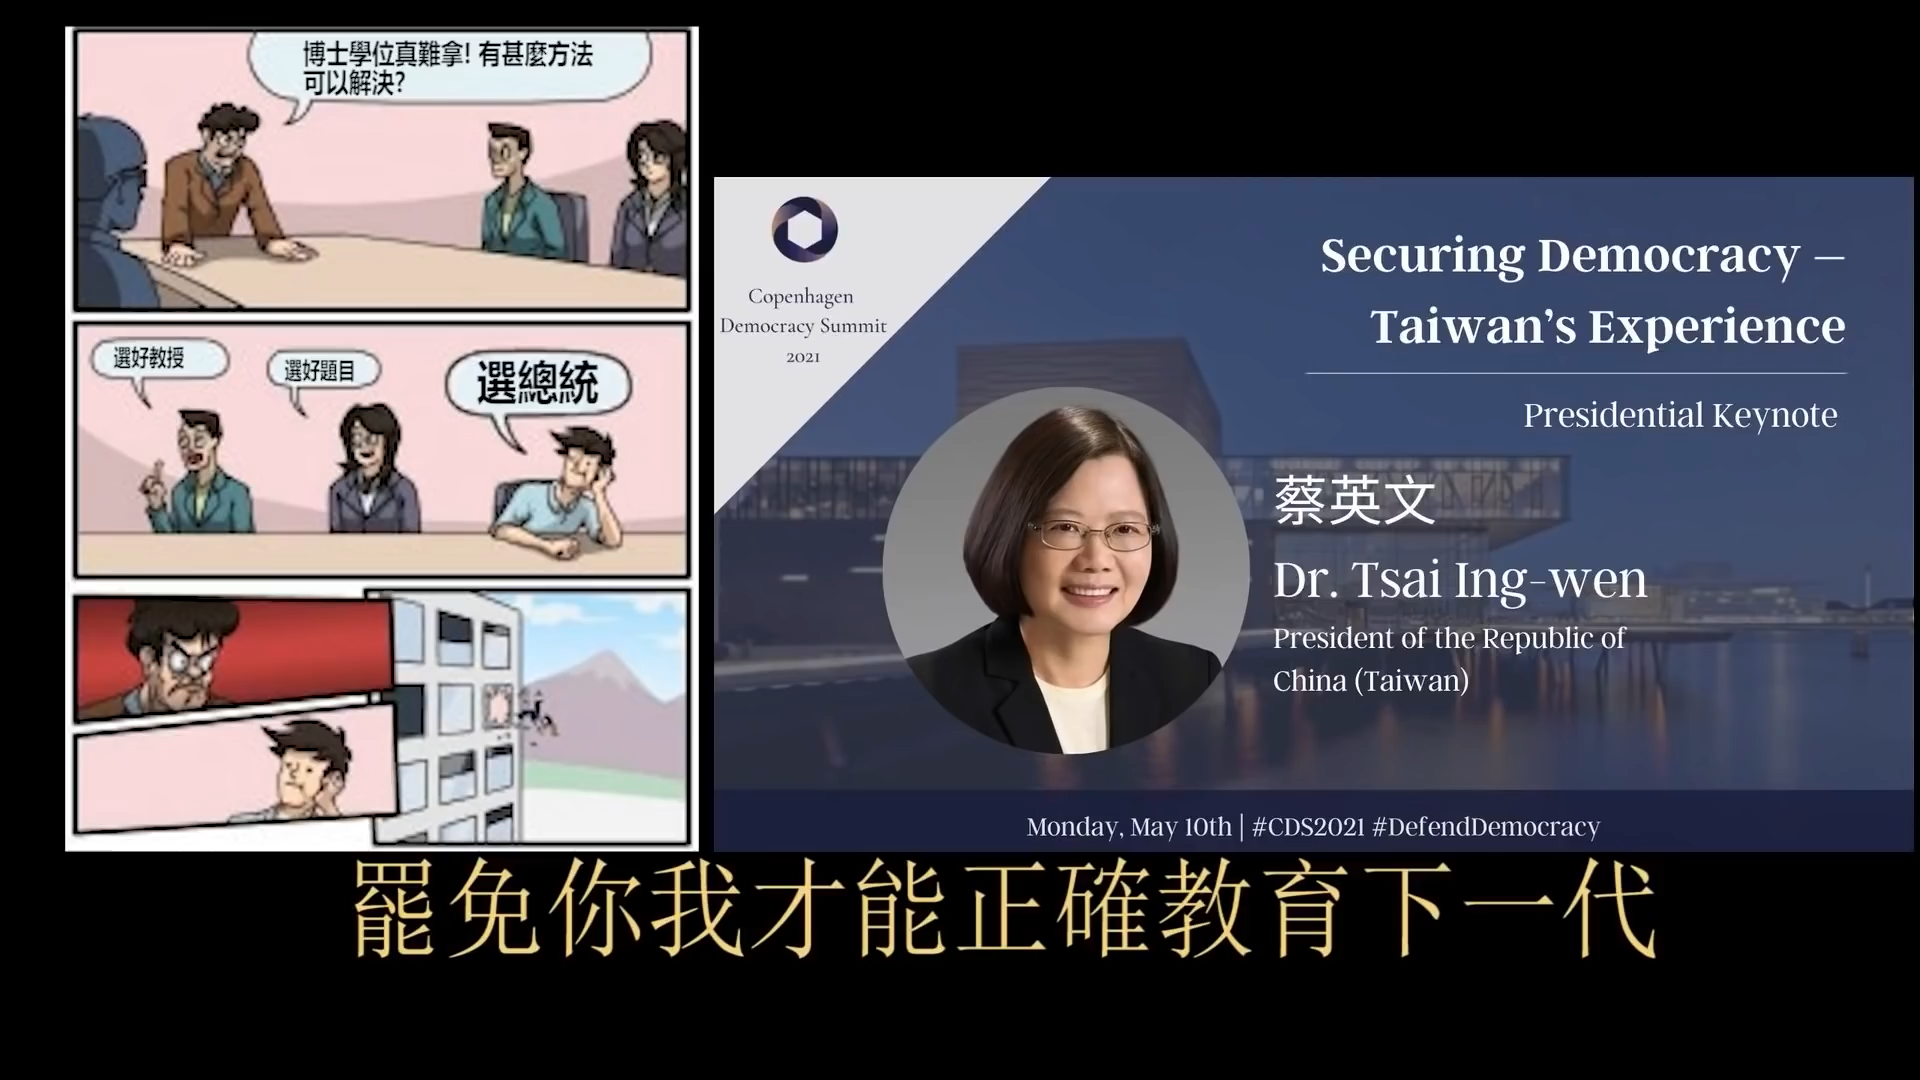 博士學位真難拿! 有甚麼方法
可以解決?
選好教授
選好題目
選總統
Copenhagen
Democracy Summit
2021
Securing Democracy –
Taiwan's Experience
Presidential Keynote
蔡英文
Dr. Tsai Ing-wen
President of the Republic of
China (Taiwan)
Monday, May 10th | #CDS2021 #DefendDemocracy
罷免你我才能正確教育下一代